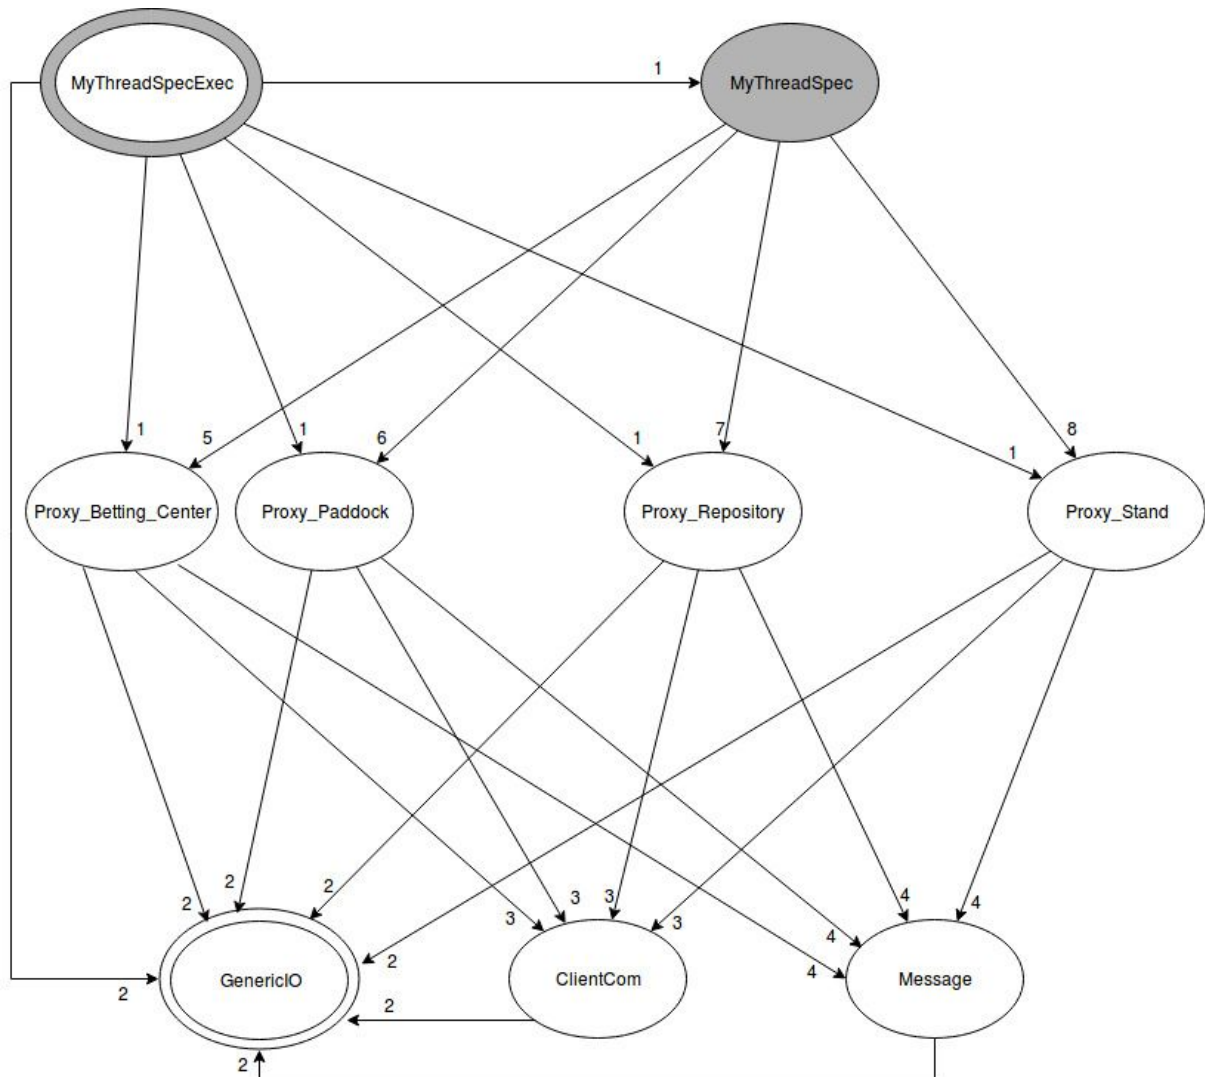 MyThreadSpecExec
1
MyThreadSpec
1
5
1
6
1
7
1
8
Proxy_Betting_Center
Proxy_Paddock
Proxy_Repository
Proxy_Stand
2
2
2
3
3
3
3
4
4
4
4
2
GenericIO
2
2
ClientCom
Message
2